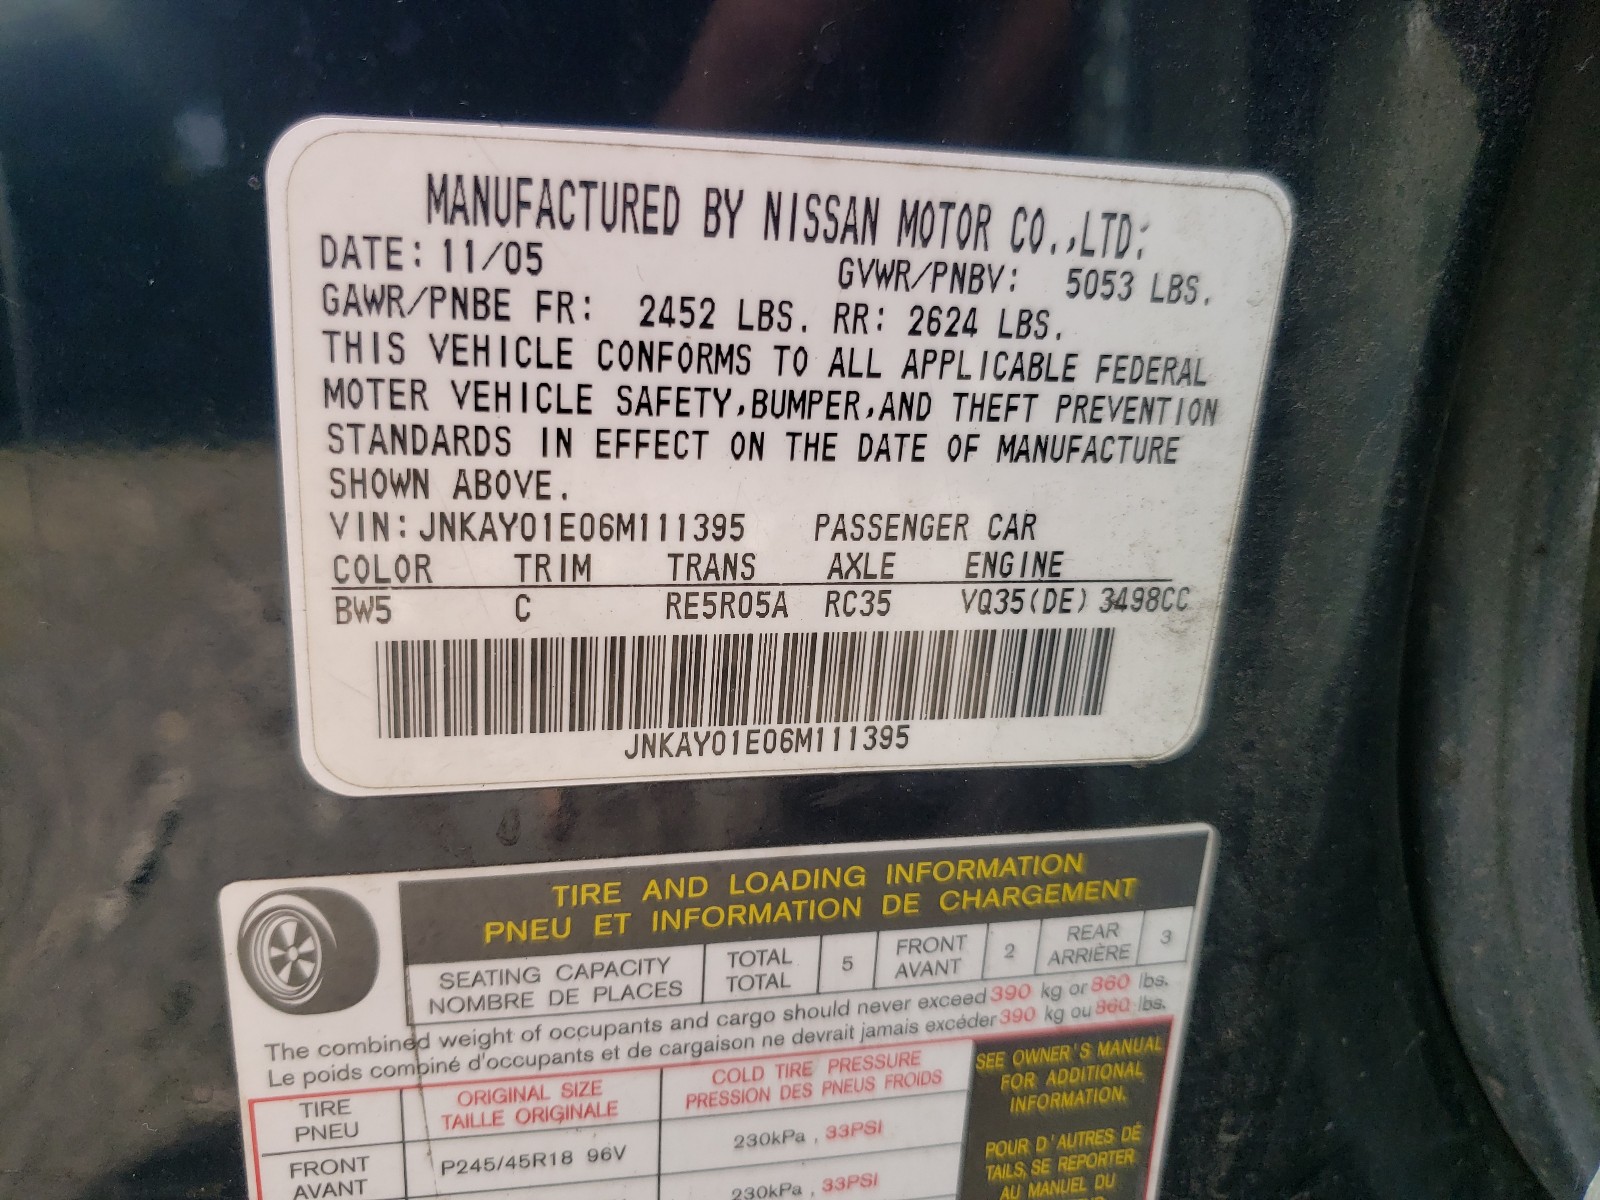 MANUFACTURED BY NISSAN MOTOR CO.,LTD.
DATE: 11/05 GVWR/PNBV: 5053 LBS.
GAWR/PNBE FR: 2452 LBS. RR: 2624 LBS.
THIS VEHICLE CONFORMS TO ALL APPLICABLE FEDERAL
MOTER VEHICLE SAFETY,BUMPER,AND THEFT PREVENTION
STANDARDS IN EFFECT ON THE DATE OF MANUFACTURE
SHOWN ABOVE.
VIN: JNKAY01E06M111395 PASSENGER CAR
COLOR TRIM TRANS AXLE ENGINE
BW5 C RE5R05A RC35 VQ35(DE) 3498CC
JNKAY01E06M111395
TIRE AND LOADING INFORMATION
PNEU ET INFORMATION DE CHARGEMENT
SEATING CAPACITY
NOMBRE DE PLACES
TOTAL
TOTAL
5
FRONT
AVANT
2
REAR
ARRIÈRE
3
The combined weight of occupants and cargo should never exceed 390 kg or 860 lbs.
Le poids combiné d'occupants et de cargaison ne devrait jamais excéder 390 kg ou 860 lbs.
TIRE
PNEU
ORIGINAL SIZE
TAILLE ORIGINALE
COLD TIRE PRESSURE
PRESSION DES PNEUS FROIDS
SEE OWNER'S MANUAL
FOR ADDITIONAL
INFORMATION.
FRONT
AVANT
P245/45R18 96V
230kPa , 33PSI
230kPa , 33PSI
POUR D'AUTRES DÉ
TAILS, SE REPORTER
AU MANUEL DU